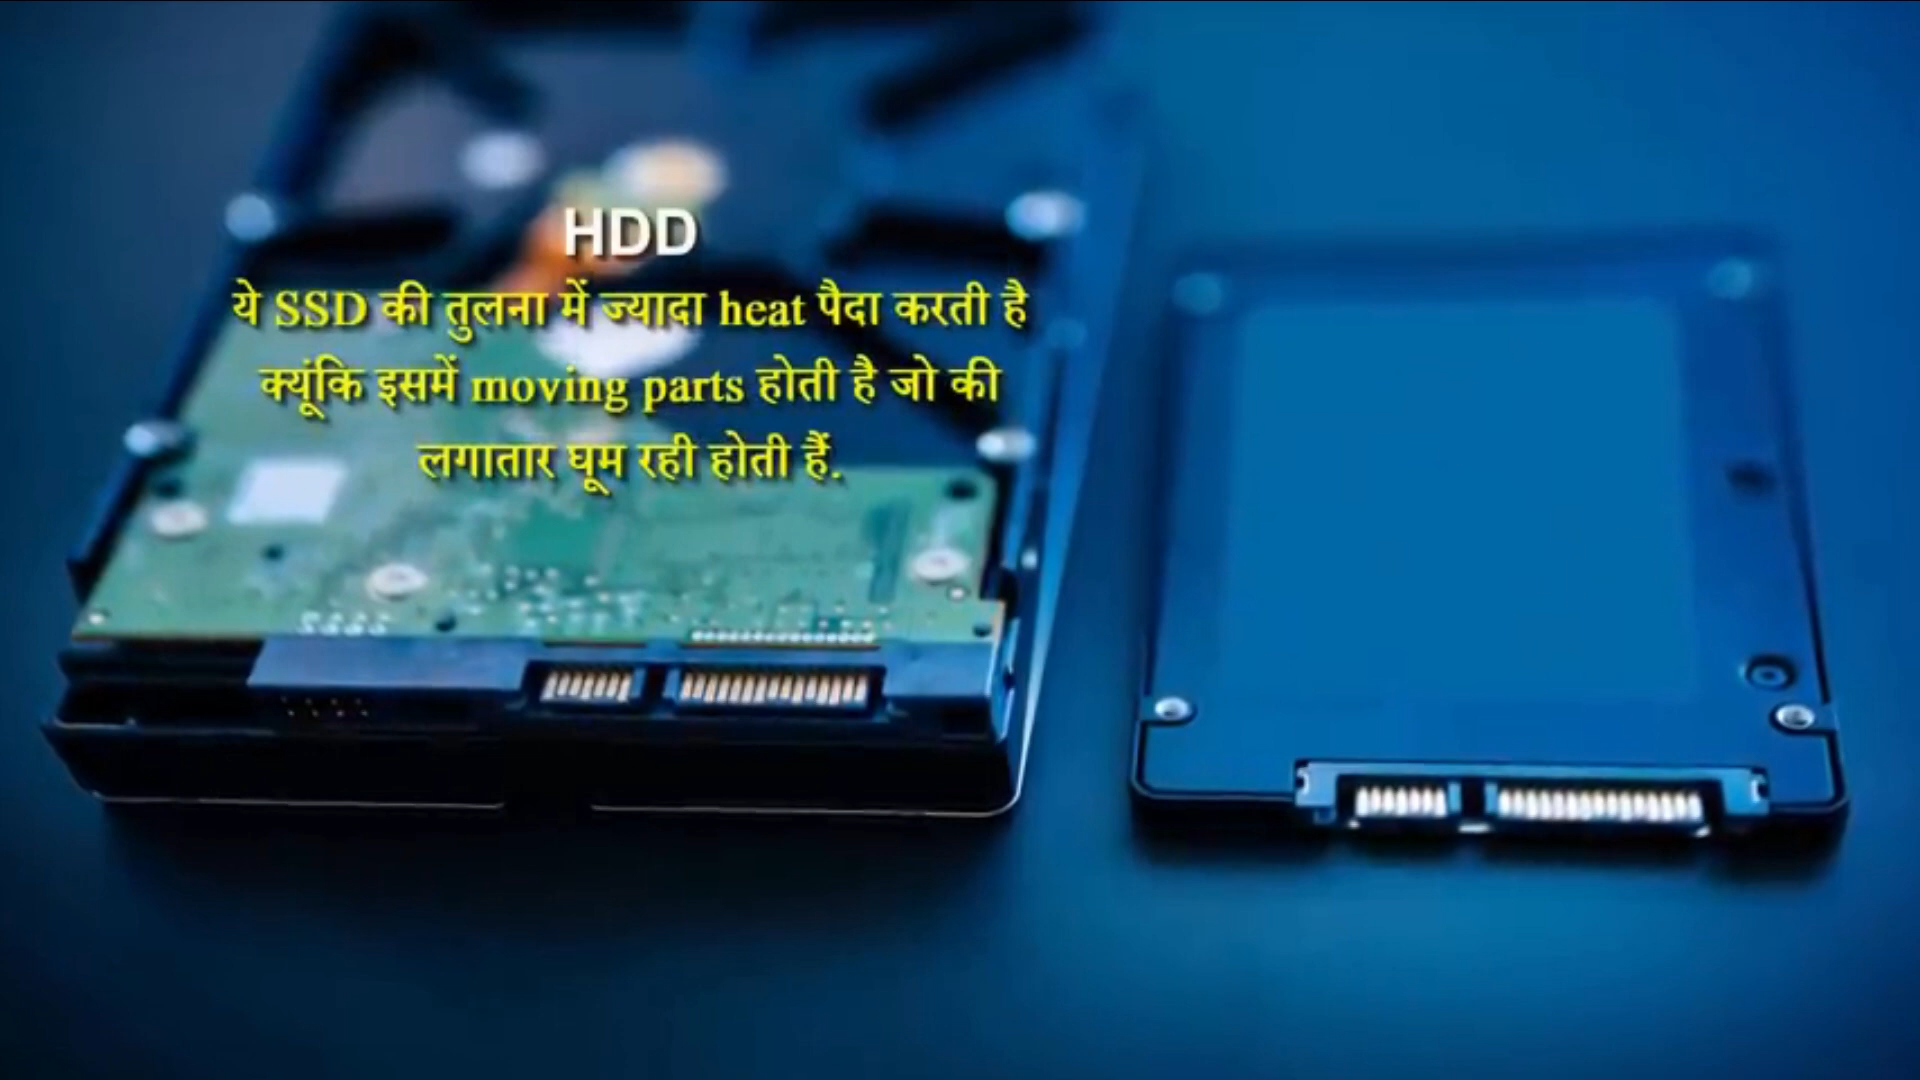 HDD
ये SSD की तुलना में ज्यादा heat पैदा करती है
क्यूंकि इसमें moving parts होती है जो की
लगातार घूम रही होती हैं.